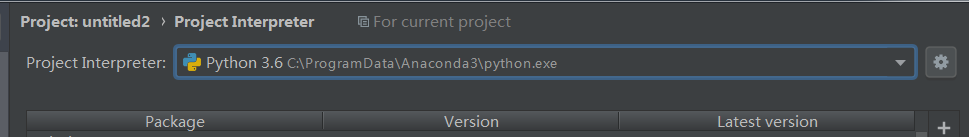 Project: untitled2 › Project Interpreter For current project
Project Interpreter: Python 3.6 C:\ProgramData\Anaconda3\python.exe
Package Version Latest version